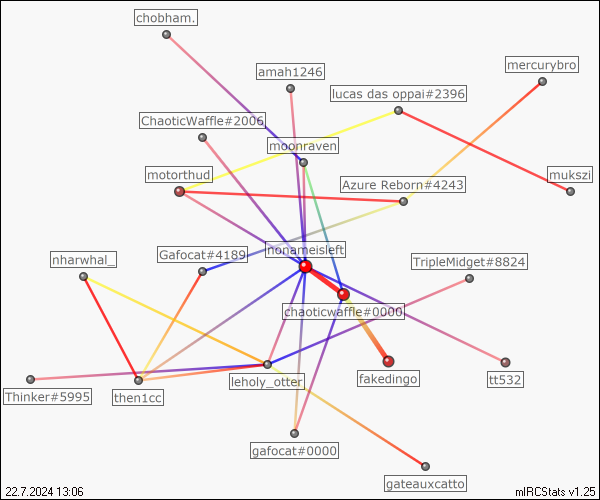 chobham.
mercurybro
amah1246
lucas das oppai#2396
ChaoticWaffle#2006
moonraven
motorthud
mukszi
Azure Reborn#4243
nonameisleft
Gafocat#4189
nharwhal_
TripleMidget#8824
chaoticwaffle#0000
fakedingo
tt532
leholy_otter
Thinker#5995
then1cc
gafocat#0000
gateauxcatto
22.7.2024 13:06
mIRCStats v1.25